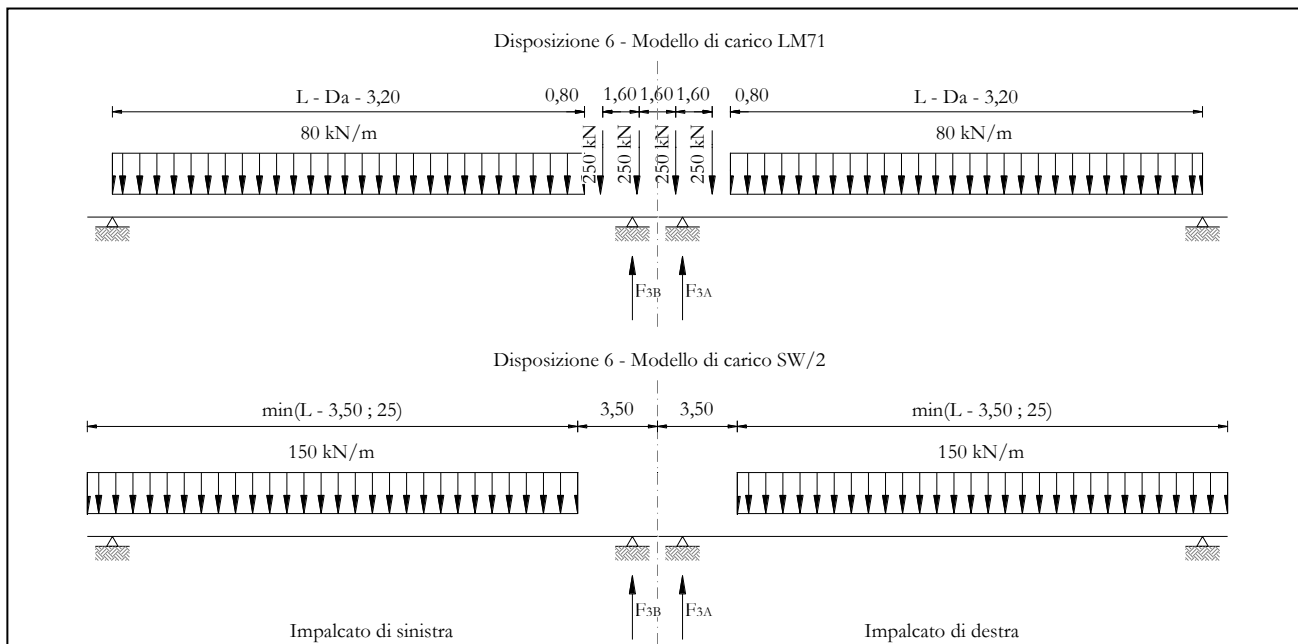 Disposizione 6 - Modello di carico LM71
L - Da - 3,20 0,80 1,60 1,60 1,60 0,80 L - Da - 3,20
80 kN/m 250 kN 250 kN 250 kN 250 kN 80 kN/m
F3B F3A
Disposizione 6 - Modello di carico SW/2
min(L - 3,50 ; 25) 3,50 3,50 min(L - 3,50 ; 25)
150 kN/m 150 kN/m
F3B F3A
Impalcato di sinistra Impalcato di destra